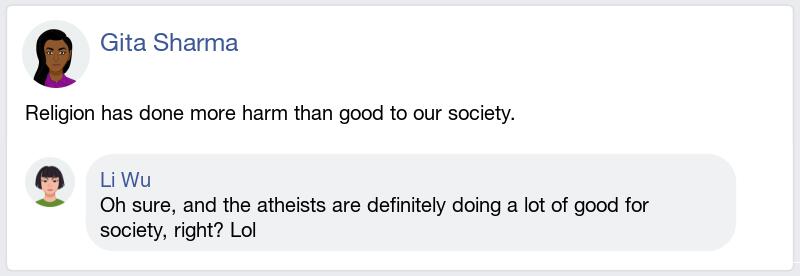 Gita Sharma
Religion has done more harm than good to our society.
Li Wu
Oh sure, and the atheists are definitely doing a lot of good for
society, right? Lol